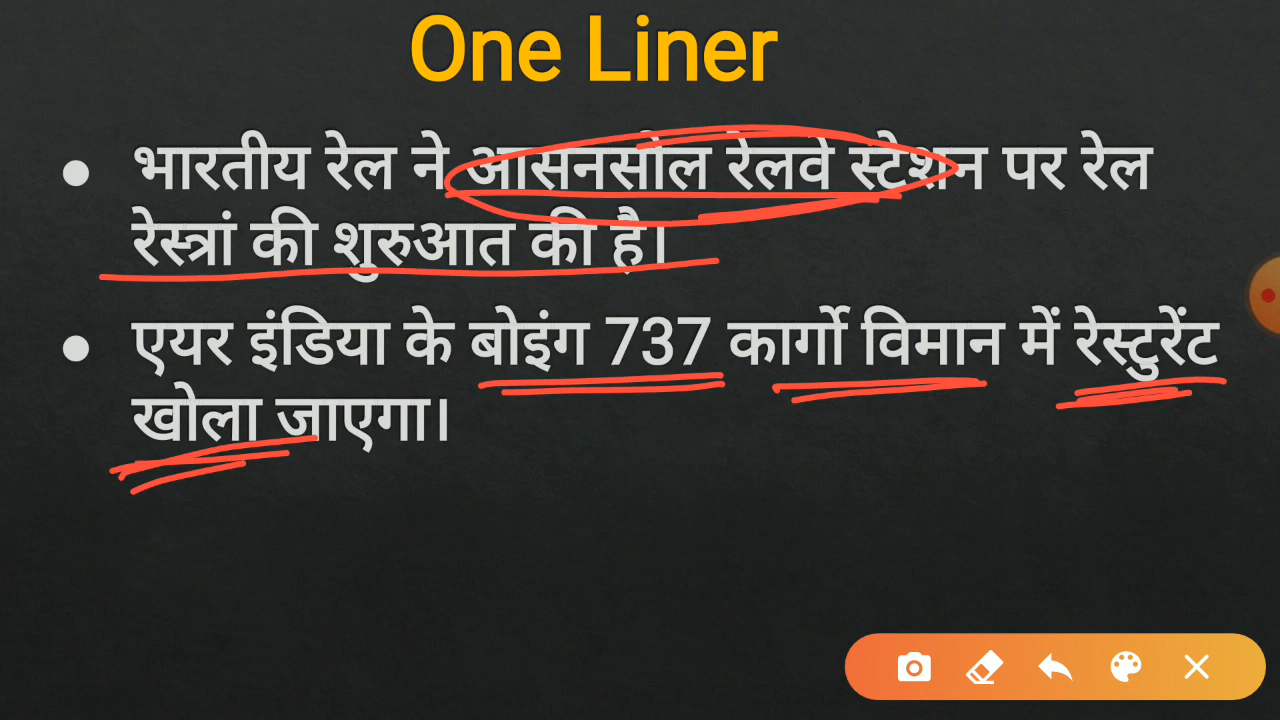 One Liner
● भारतीय रेल ने आसनसोल रेलवे स्टेशन पर रेल
रेस्त्रां की शुरुआत की है।
● एयर इंडिया के बोइंग 737 कार्गो विमान में रेस्टुरेंट
खोला जाएगा।